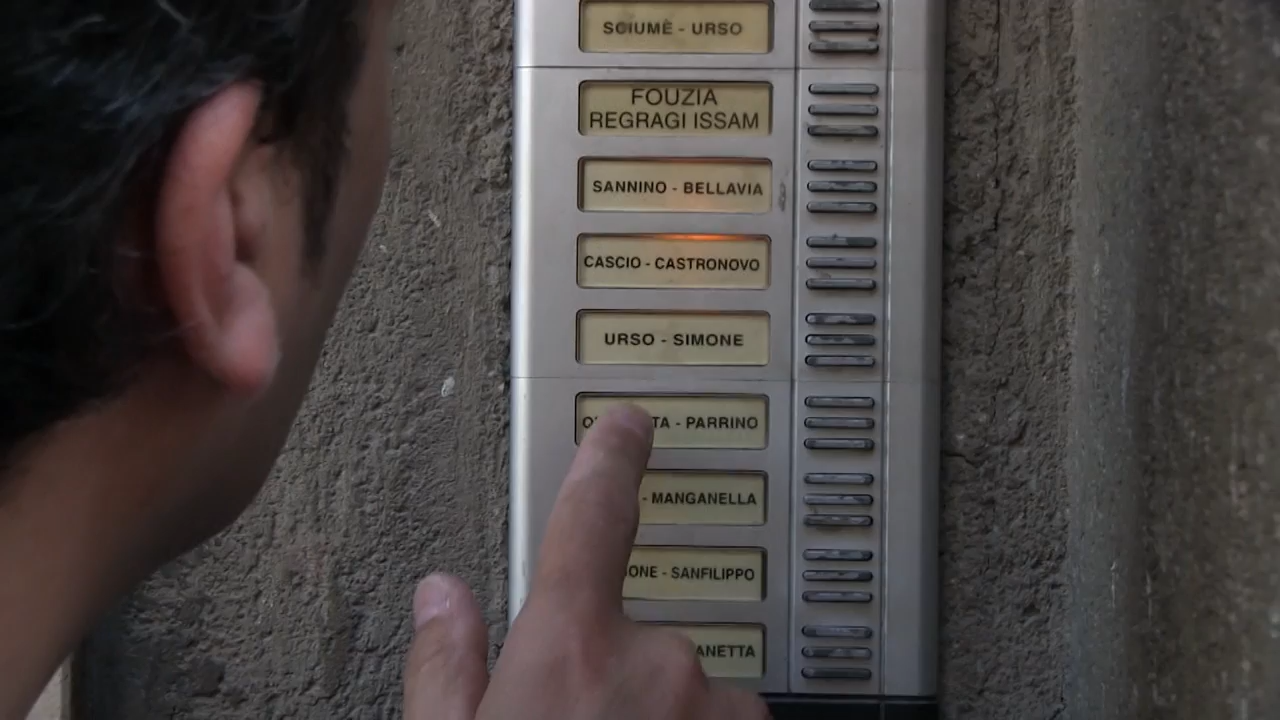 SCIUMÈ - URSO
FOUZIA
REGRAGI ISSAM
SANNINO - BELLAVIA
CASCIO - CASTRONOVO
URSO - SIMONE
- PARRINO
- MANGANELLA
- SANFILIPPO